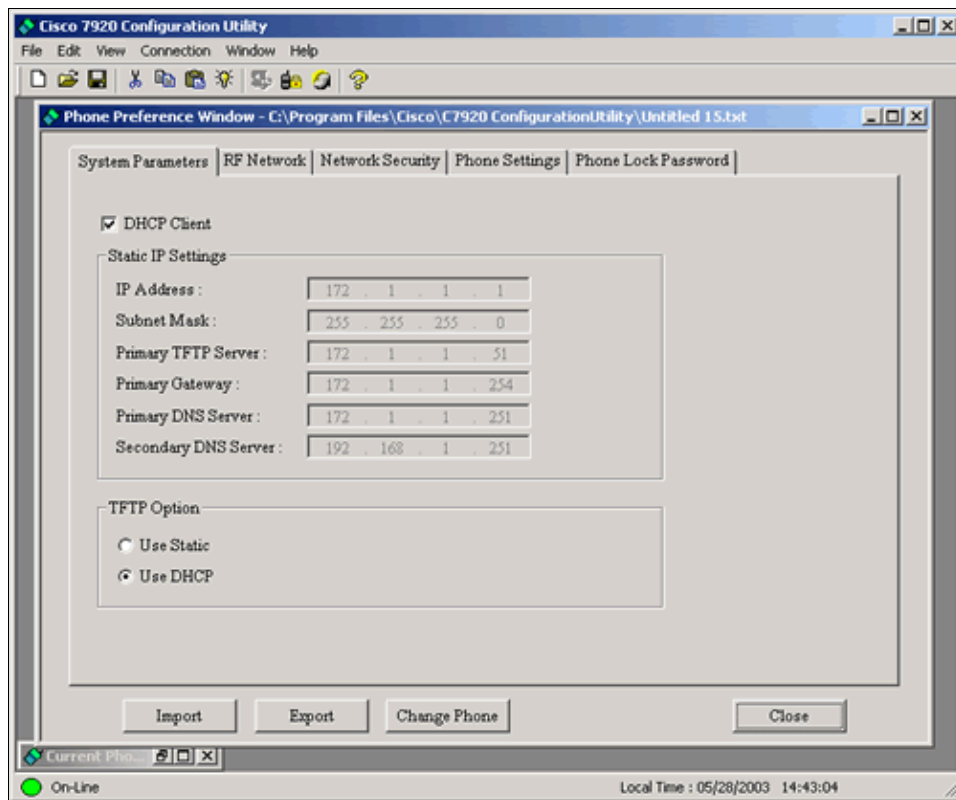 Cisco 7920 Configuration Utility
File Edit View Connection Window Help
Phone Preference Window - C:\Program Files\Cisco\C7920 ConfigurationUtility\Untitled 15.txt
System Parameters RF Network Network Security Phone Settings Phone Lock Password
DHCP Client
Static IP Settings
IP Address : 172 . 1 . 1 . 1
Subnet Mask : 255 . 255 . 255 . 0
Primary TFTP Server : 172 . 1 . 1 . 51
Primary Gateway : 172 . 1 . 1 . 254
Primary DNS Server : 172 . 1 . 1 . 251
Secondary DNS Server : 192 . 168 . 1 . 251
TFTP Option
Use Static
Use DHCP
Import Export Change Phone Close
Current Pho...
On-Line Local Time : 05/28/2003 14:43:04